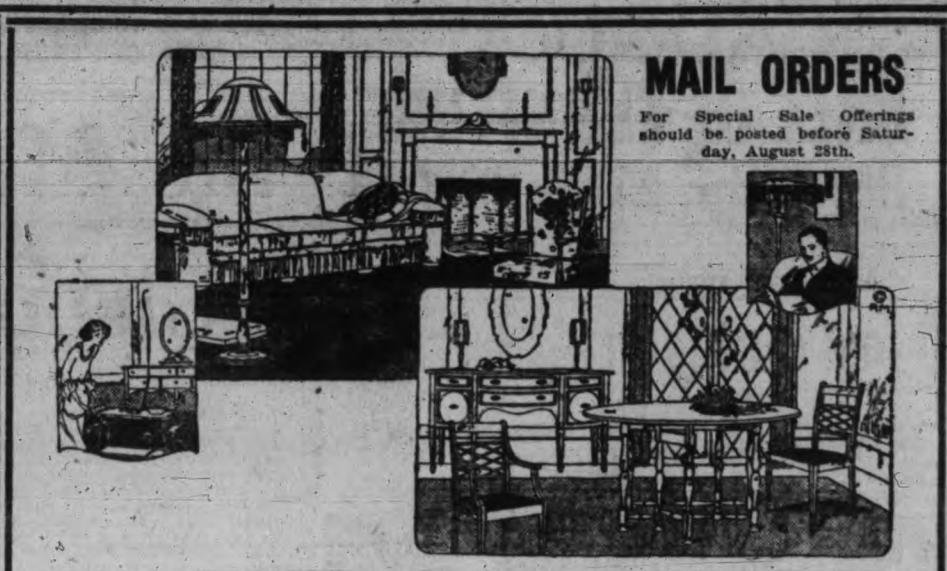 MAIL ORDERS
For Special Sale Offerings
should be posted before Satur-
day, August 28th.